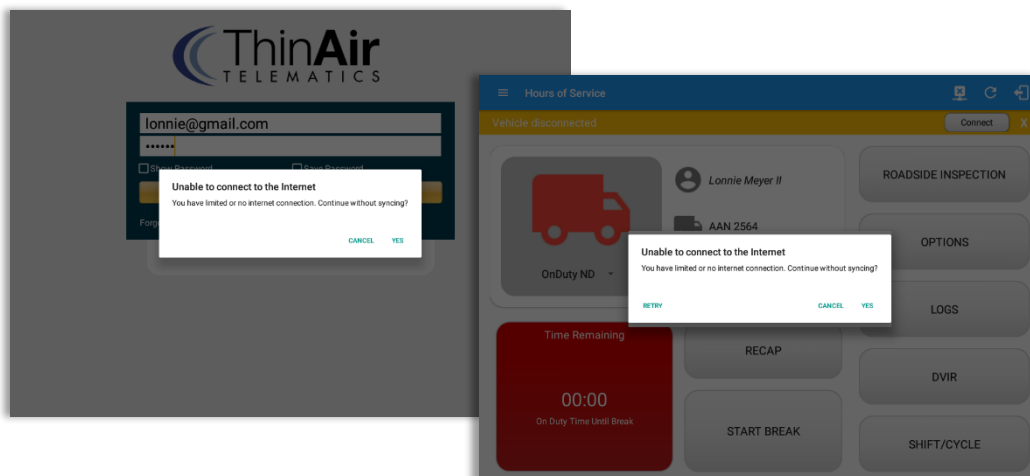 ThinAir
TELEMATICS
lonnie@gmail.com
••••••
Show Password Save Password
Unable to connect to the Internet
You have limited or no internet connection. Continue without syncing?
Forg
CANCEL YES
Hours of Service
Vehicle disconnected Connect X
Lonnie Meyer II
AAN 2564
OnDuty ND
ROADSIDE INSPECTION
OPTIONS
Unable to connect to the Internet
You have limited or no internet connection. Continue without syncing?
RETRY CANCEL YES
LOGS
Time Remaining
00:00
On Duty Time Until Break
RECAP
START BREAK
DVIR
SHIFT/CYCLE